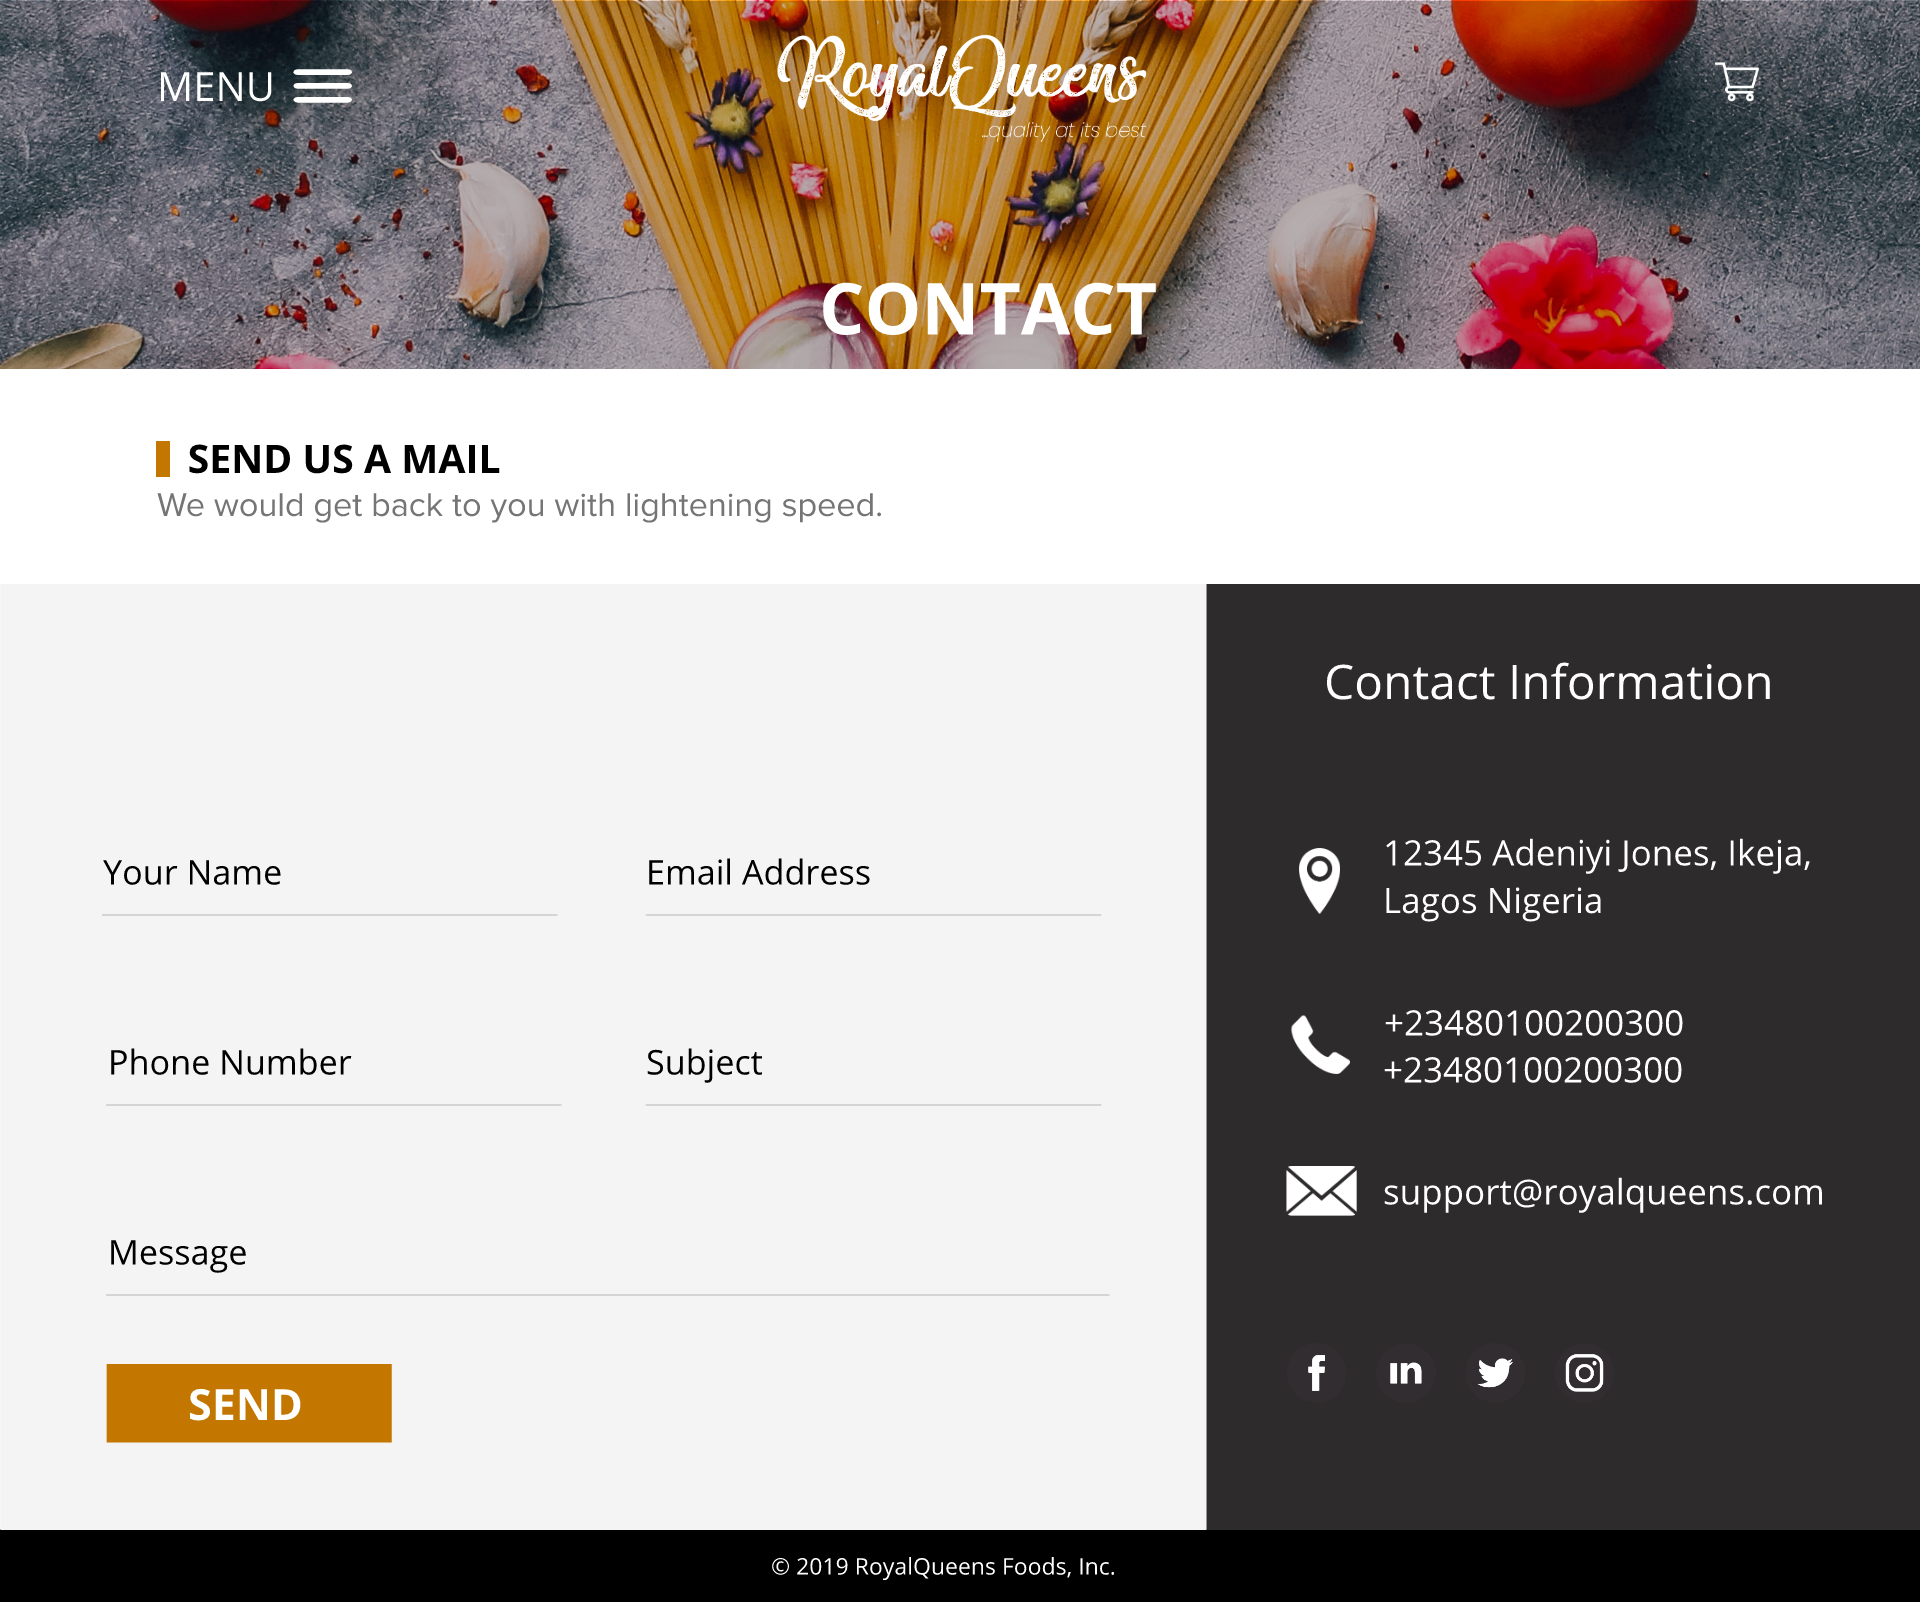 MENU
RoyalQueens
...quality at its best
CONTACT
SEND US A MAIL
We would get back to you with lightening speed.
Contact Information
Your Name
Email Address
12345 Adeniyi Jones, Ikeja,
Lagos Nigeria
Phone Number
Subject
+23480100200300
+23480100200300
support@royalqueens.com
Message
SEND
© 2019 RoyalQueens Foods, Inc.